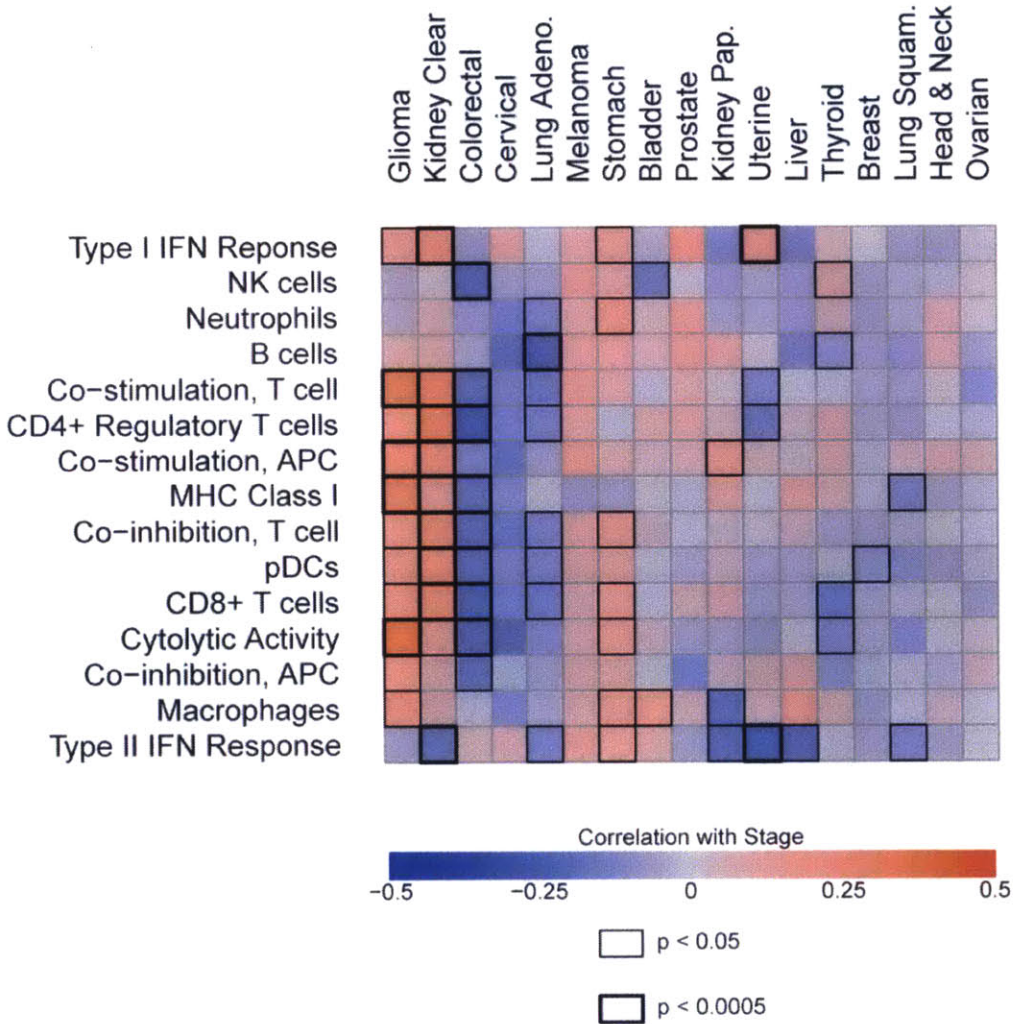 Glioma
Kidney Clear
Colorectal
Cervical
Lung Adeno.
Melanoma
Stomach
Bladder
Prostate
Kidney Pap.
Uterine
Liver
Thyroid
Breast
Lung Squam.
Head & Neck
Ovarian
Type I IFN Reponse
NK cells
Neutrophils
B cells
Co−stimulation, T cell
CD4+ Regulatory T cells
Co−stimulation, APC
MHC Class I
Co−inhibition, T cell
pDCs
CD8+ T cells
Cytolytic Activity
Co−inhibition, APC
Macrophages
Type II IFN Response
Correlation with Stage
−0.5 −0.25 0 0.25 0.5
p < 0.05
p < 0.0005